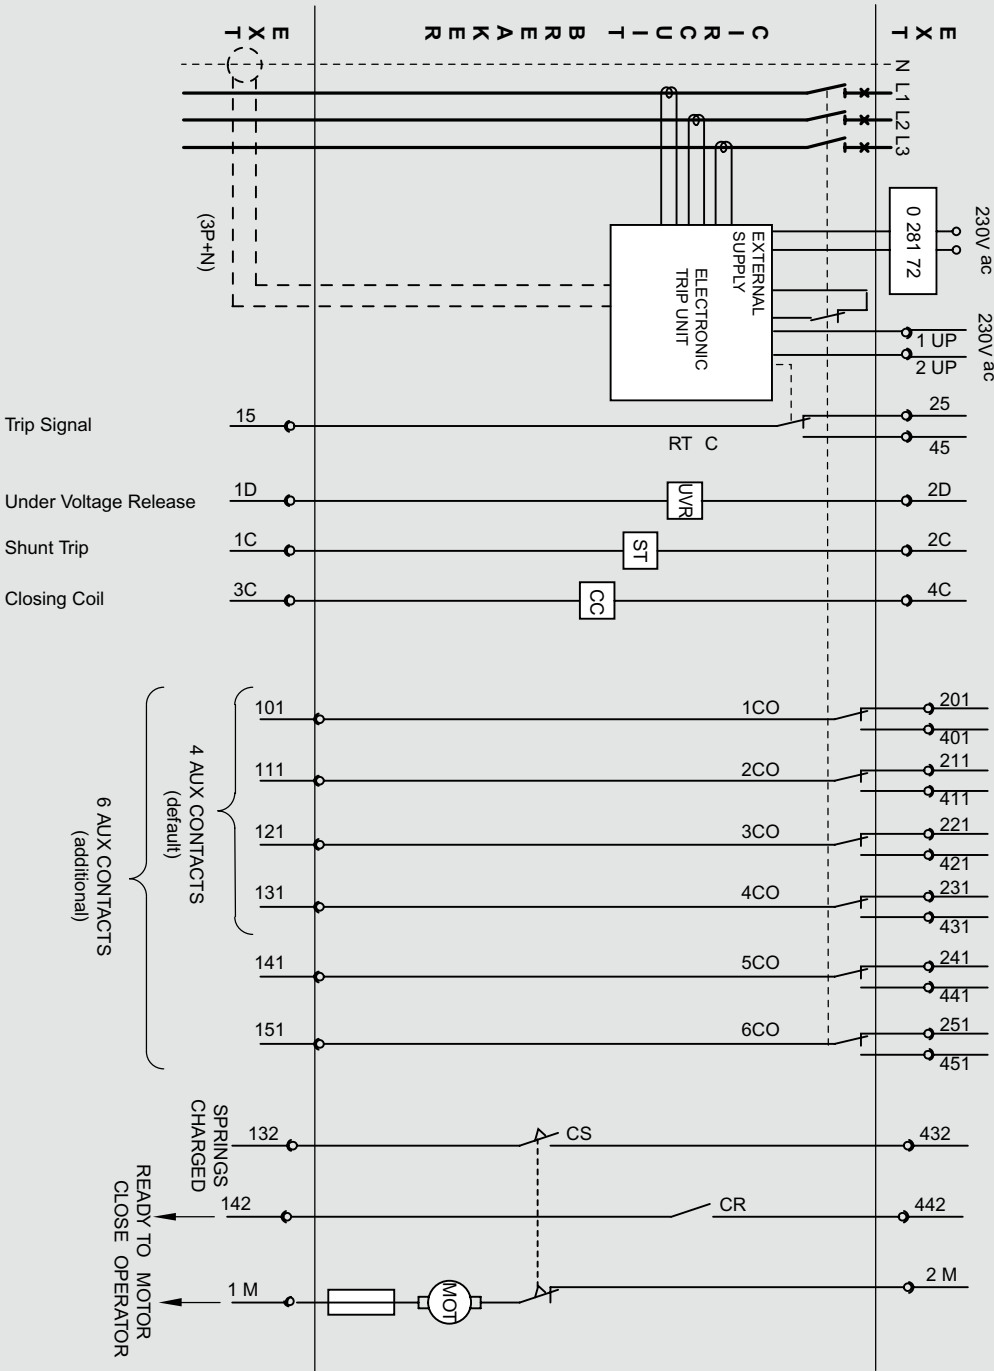 EXT
CIRCUIT BREAKER
EXT
N
L1
L2
L3
(3P+N)
EXTERNAL
SUPPLY
ELECTRONIC
TRIP UNIT
0 281 72
230V ac
230V ac
1 UP
2 UP
Trip Signal
15
RT C
25
45
Under Voltage Release
1D
UVR
2D
Shunt Trip
1C
ST
2C
Closing Coil
3C
CC
4C
4 AUX CONTACTS
(default)
6 AUX CONTACTS
(additional)
101
1CO
201
401
111
2CO
211
411
121
3CO
221
421
131
4CO
231
431
141
5CO
241
441
151
6CO
251
451
SPRINGS
CHARGED
132
CS
432
READY TO MOTOR
CLOSE OPERATOR
142
CR
442
1 M
MOT
2 M